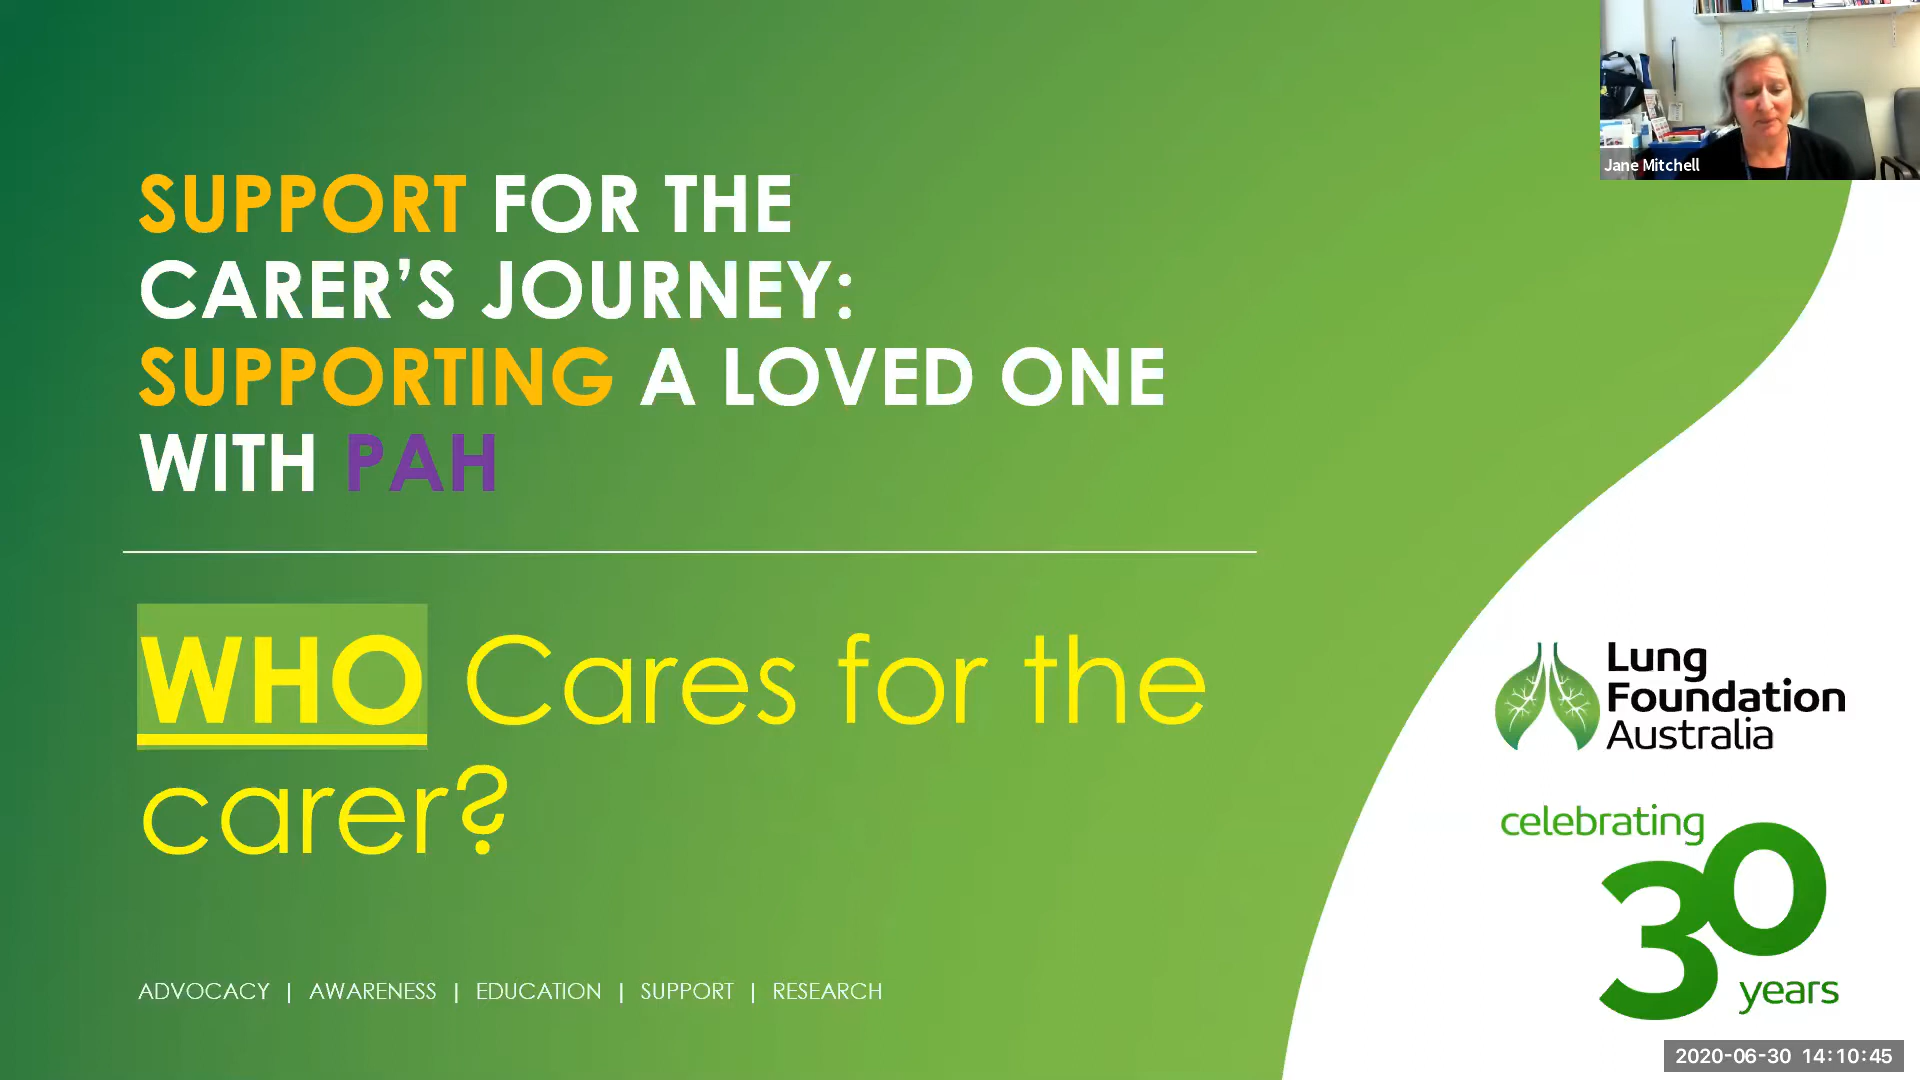 SUPPORT FOR THE
CARER’S JOURNEY:
SUPPORTING A LOVED ONE
WITH PAH
WHO Cares for the
carer?
ADVOCACY | AWARENESS | EDUCATION | SUPPORT | RESEARCH
Jane Mitchell
Lung
Foundation
Australia
celebrating
30
years
2020-06-30 14:10:45